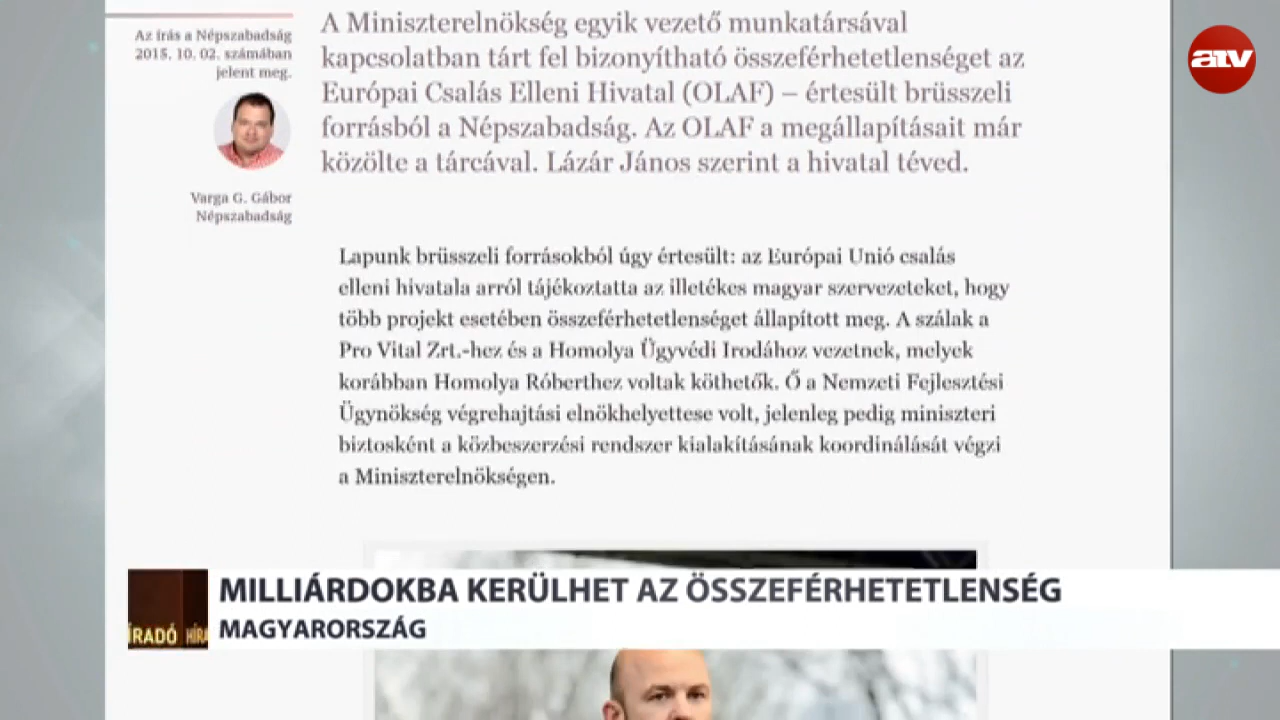 Az írás a Népszabadság
2015. 10. 02. számában
jelent meg.
Varga G. Gábor
Népszabadság
A Miniszterelnökség egyik vezető munkatársával
kapcsolatban tárt fel bizonyítható összeférhetetlenséget az
Európai Csalás Elleni Hivatal (OLAF) – értesült brüsszeli
forrásból a Népszabadság. Az OLAF a megállapításait már
közölte a tárcával. Lázár János szerint a hivatal téved.
atv
Lapunk brüsszeli forrásokból úgy értesült: az Európai Unió csalás
elleni hivatala arról tájékoztatta az illetékes magyar szervezeteket, hogy
több projekt esetében összeférhetetlenséget állapított meg. A szálak a
Pro Vital Zrt.-hez és a Homolya Ügyvédi Irodához vezetnek, melyek
korábban Homolya Róberthez voltak köthetők. Ő a Nemzeti Fejlesztési
Ügynökség végrehajtási elnökhelyettese volt, jelenleg pedig miniszteri
biztosként a közbeszerzési rendszer kialakításának koordinálását végzi
a Miniszterelnökségen.
ÍRADÓ HÍRA
MILLIÁRDOKBA KERÜLHET AZ ÖSSZEFÉRHETETLENSÉG
MAGYARORSZÁG